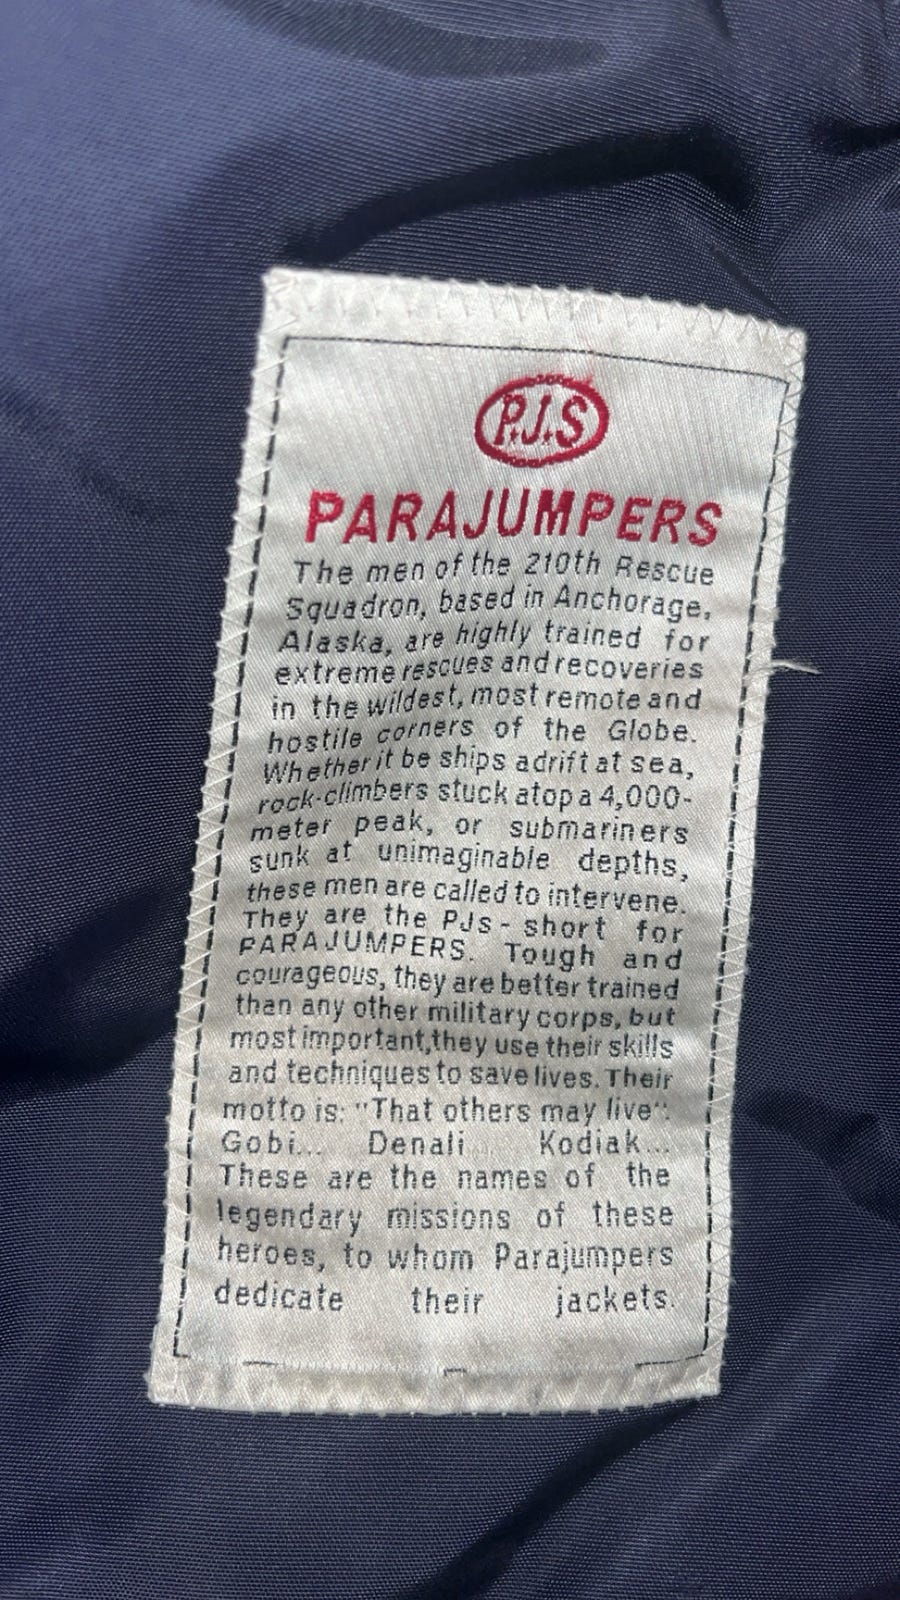 P.J.S
PARAJUMPERS
The men of the 210th Rescue
Squadron, based in Anchorage,
Alaska, are highly trained for
extreme rescues and recoveries
in the wildest, most remote and
hostile corners of the Globe.
Whether it be ships adrift at sea,
rock-climbers stuck atop a 4,000-
meter peak, or submariners
sunk at unimaginable depths,
these men are called to intervene.
They are the PJs - short for
PARAJUMPERS. Tough and
courageous, they are better trained
than any other military corps, but
most important,they use their skills
and techniques to save lives. Their
motto is: "That others may live".
Gobi... Denali... Kodiak...
These are the names of the
legendary missions of these
heroes, to whom Parajumpers
dedicate their jackets.